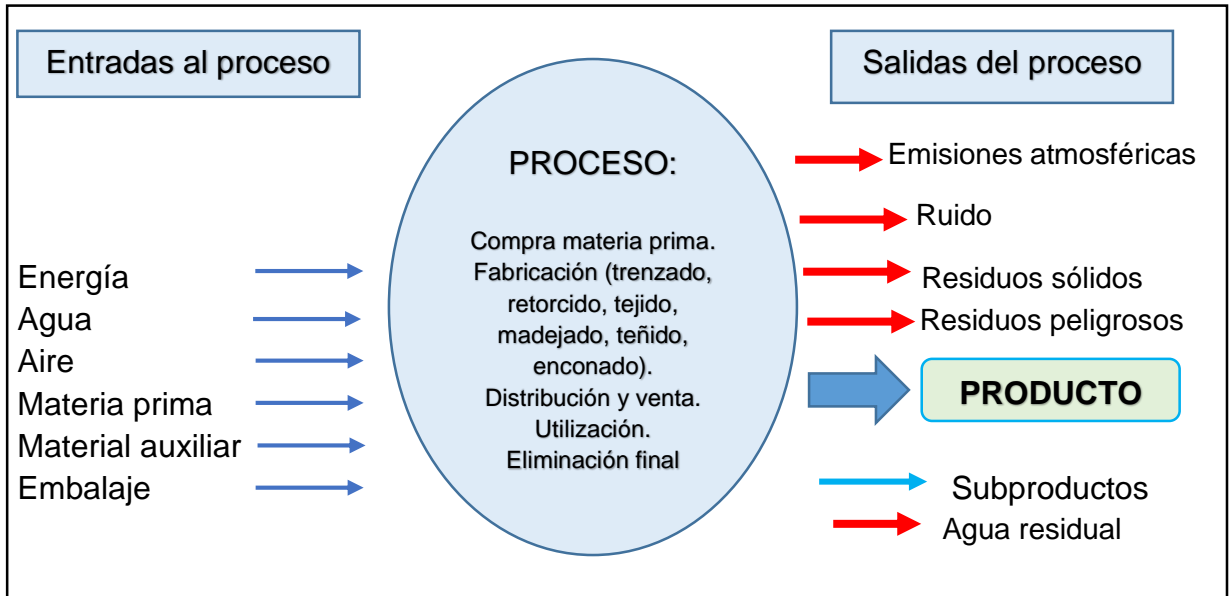 Entradas al proceso
Energía
Agua
Aire
Materia prima
Material auxiliar
Embalaje
PROCESO:
Compra materia prima.
Fabricación (trenzado,
retorcido, tejido,
madejado, teñido,
enconado).
Distribución y venta.
Utilización.
Eliminación final
Salidas del proceso
Emisiones atmosféricas
Ruido
Residuos sólidos
Residuos peligrosos
PRODUCTO
Subproductos
Agua residual